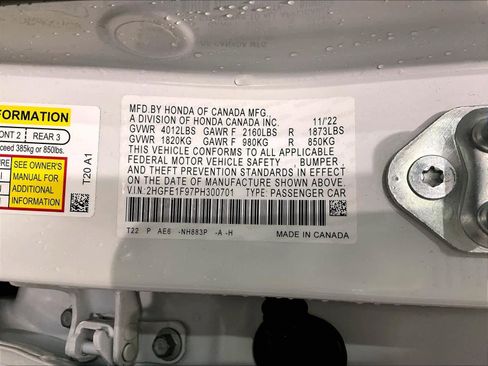 FORMATION
ONT 2 REAR 3
ceed 385kg or 850lbs.
RE SEE OWNER'S
MANUAL FOR
ADDITIONAL
INFORMATION
T20 A1
MFD.BY HONDA OF CANADA MFG.
A DIVISION OF HONDA CANADA INC. 11/'22
GVWR 4012LBS GAWR F 2160LBS R 1873LBS
GVWR 1820KG GAWR F 980KG R 850KG
THIS VEHICLE CONFORMS TO ALL APPLICABLE
FEDERAL MOTOR VEHICLE SAFETY , BUMPER ,
AND THEFT PREVENTION STANDARDS IN EFFECT
ON THE DATE OF MANUFACTURE SHOWN ABOVE.
V.I.N: 2HGFE1F97PH300701 TYPE: PASSENGER CAR
T22 P AE6 -NH883P -A -H MADE IN CANADA